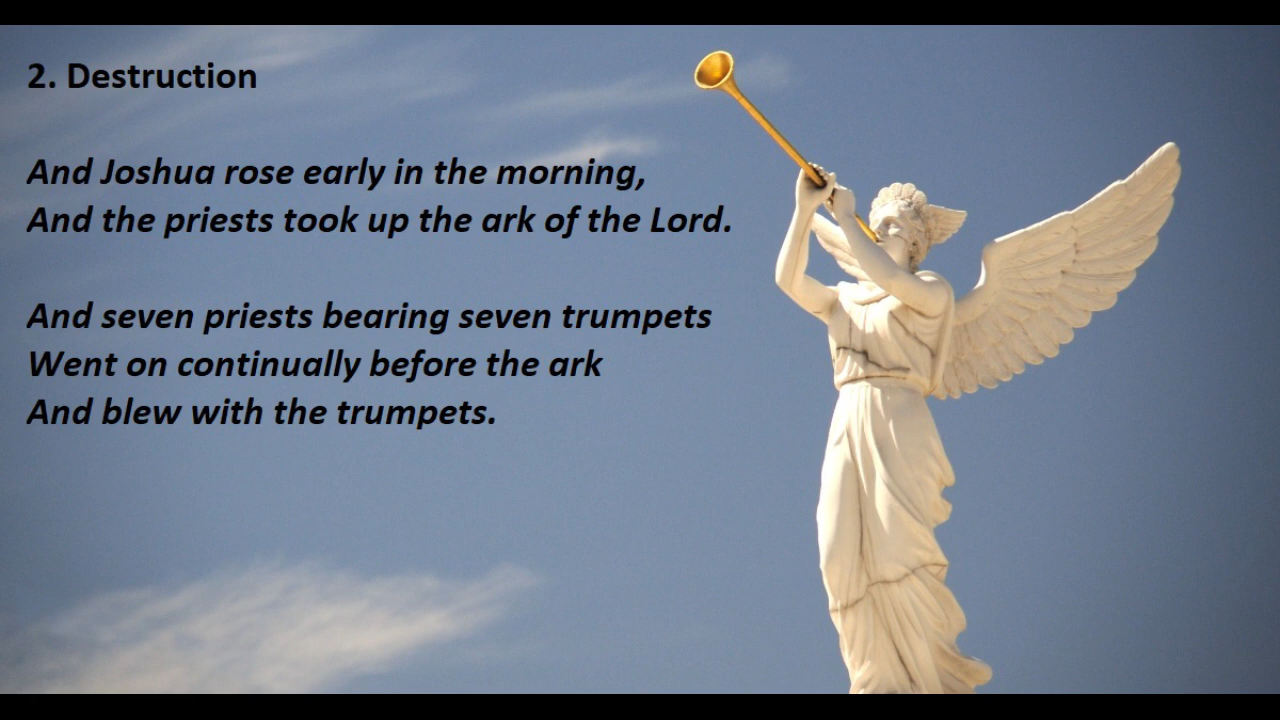 2. Destruction
And Joshua rose early in the morning,
And the priests took up the ark of the Lord.
And seven priests bearing seven trumpets
Went on continually before the ark
And blew with the trumpets.